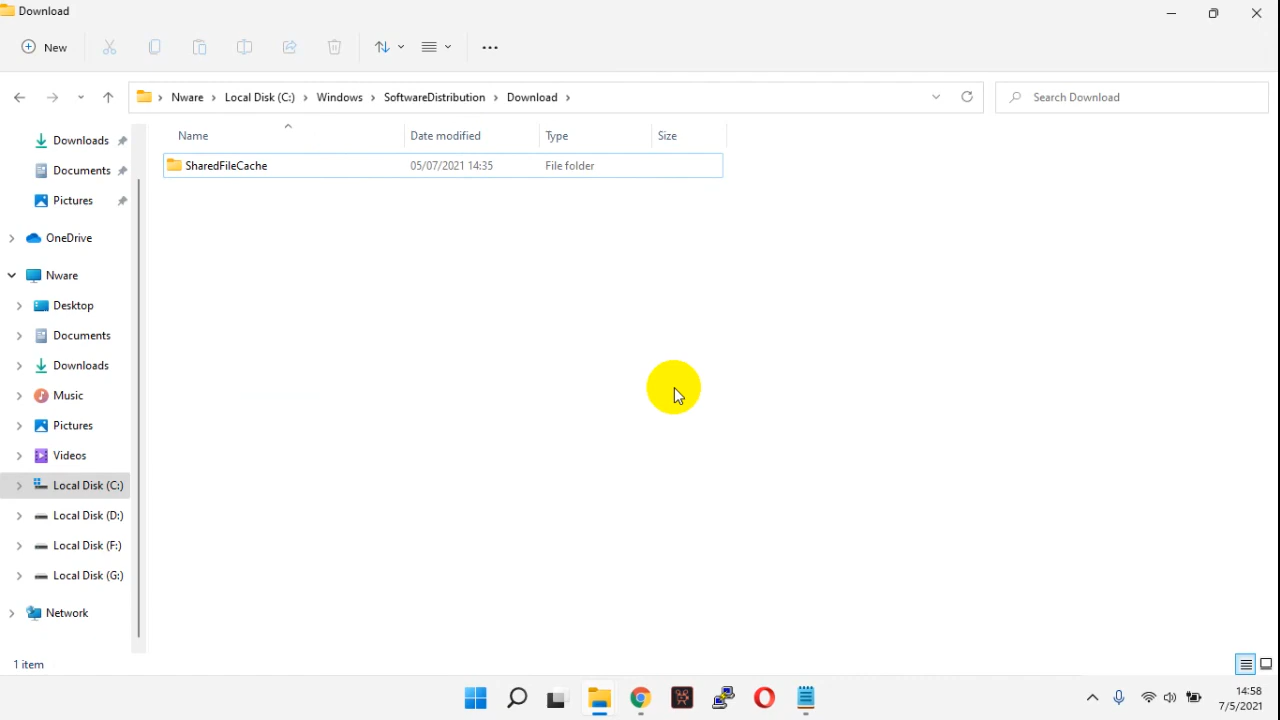 Download
New
Nware
Local Disk (C:)
Windows
SoftwareDistribution
Download
Search Download
Name
Date modified
Type
Size
SharedFileCache
05/07/2021 14:35
File folder
Downloads
Documents
Pictures
OneDrive
Nware
Desktop
Documents
Downloads
Music
Pictures
Videos
Local Disk (C:)
Local Disk (D:)
Local Disk (F:)
Local Disk (G:)
Network
1 item
14:58
7/5/2021